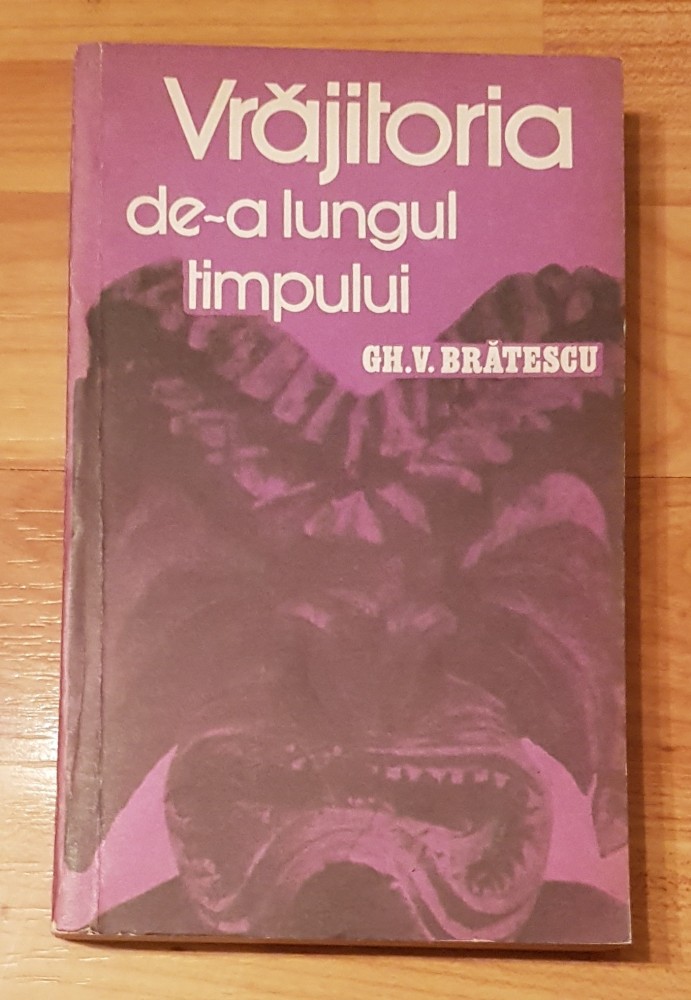 Vrăjitoria
de-a lungul
timpului
GH.V. BRĂTESCU